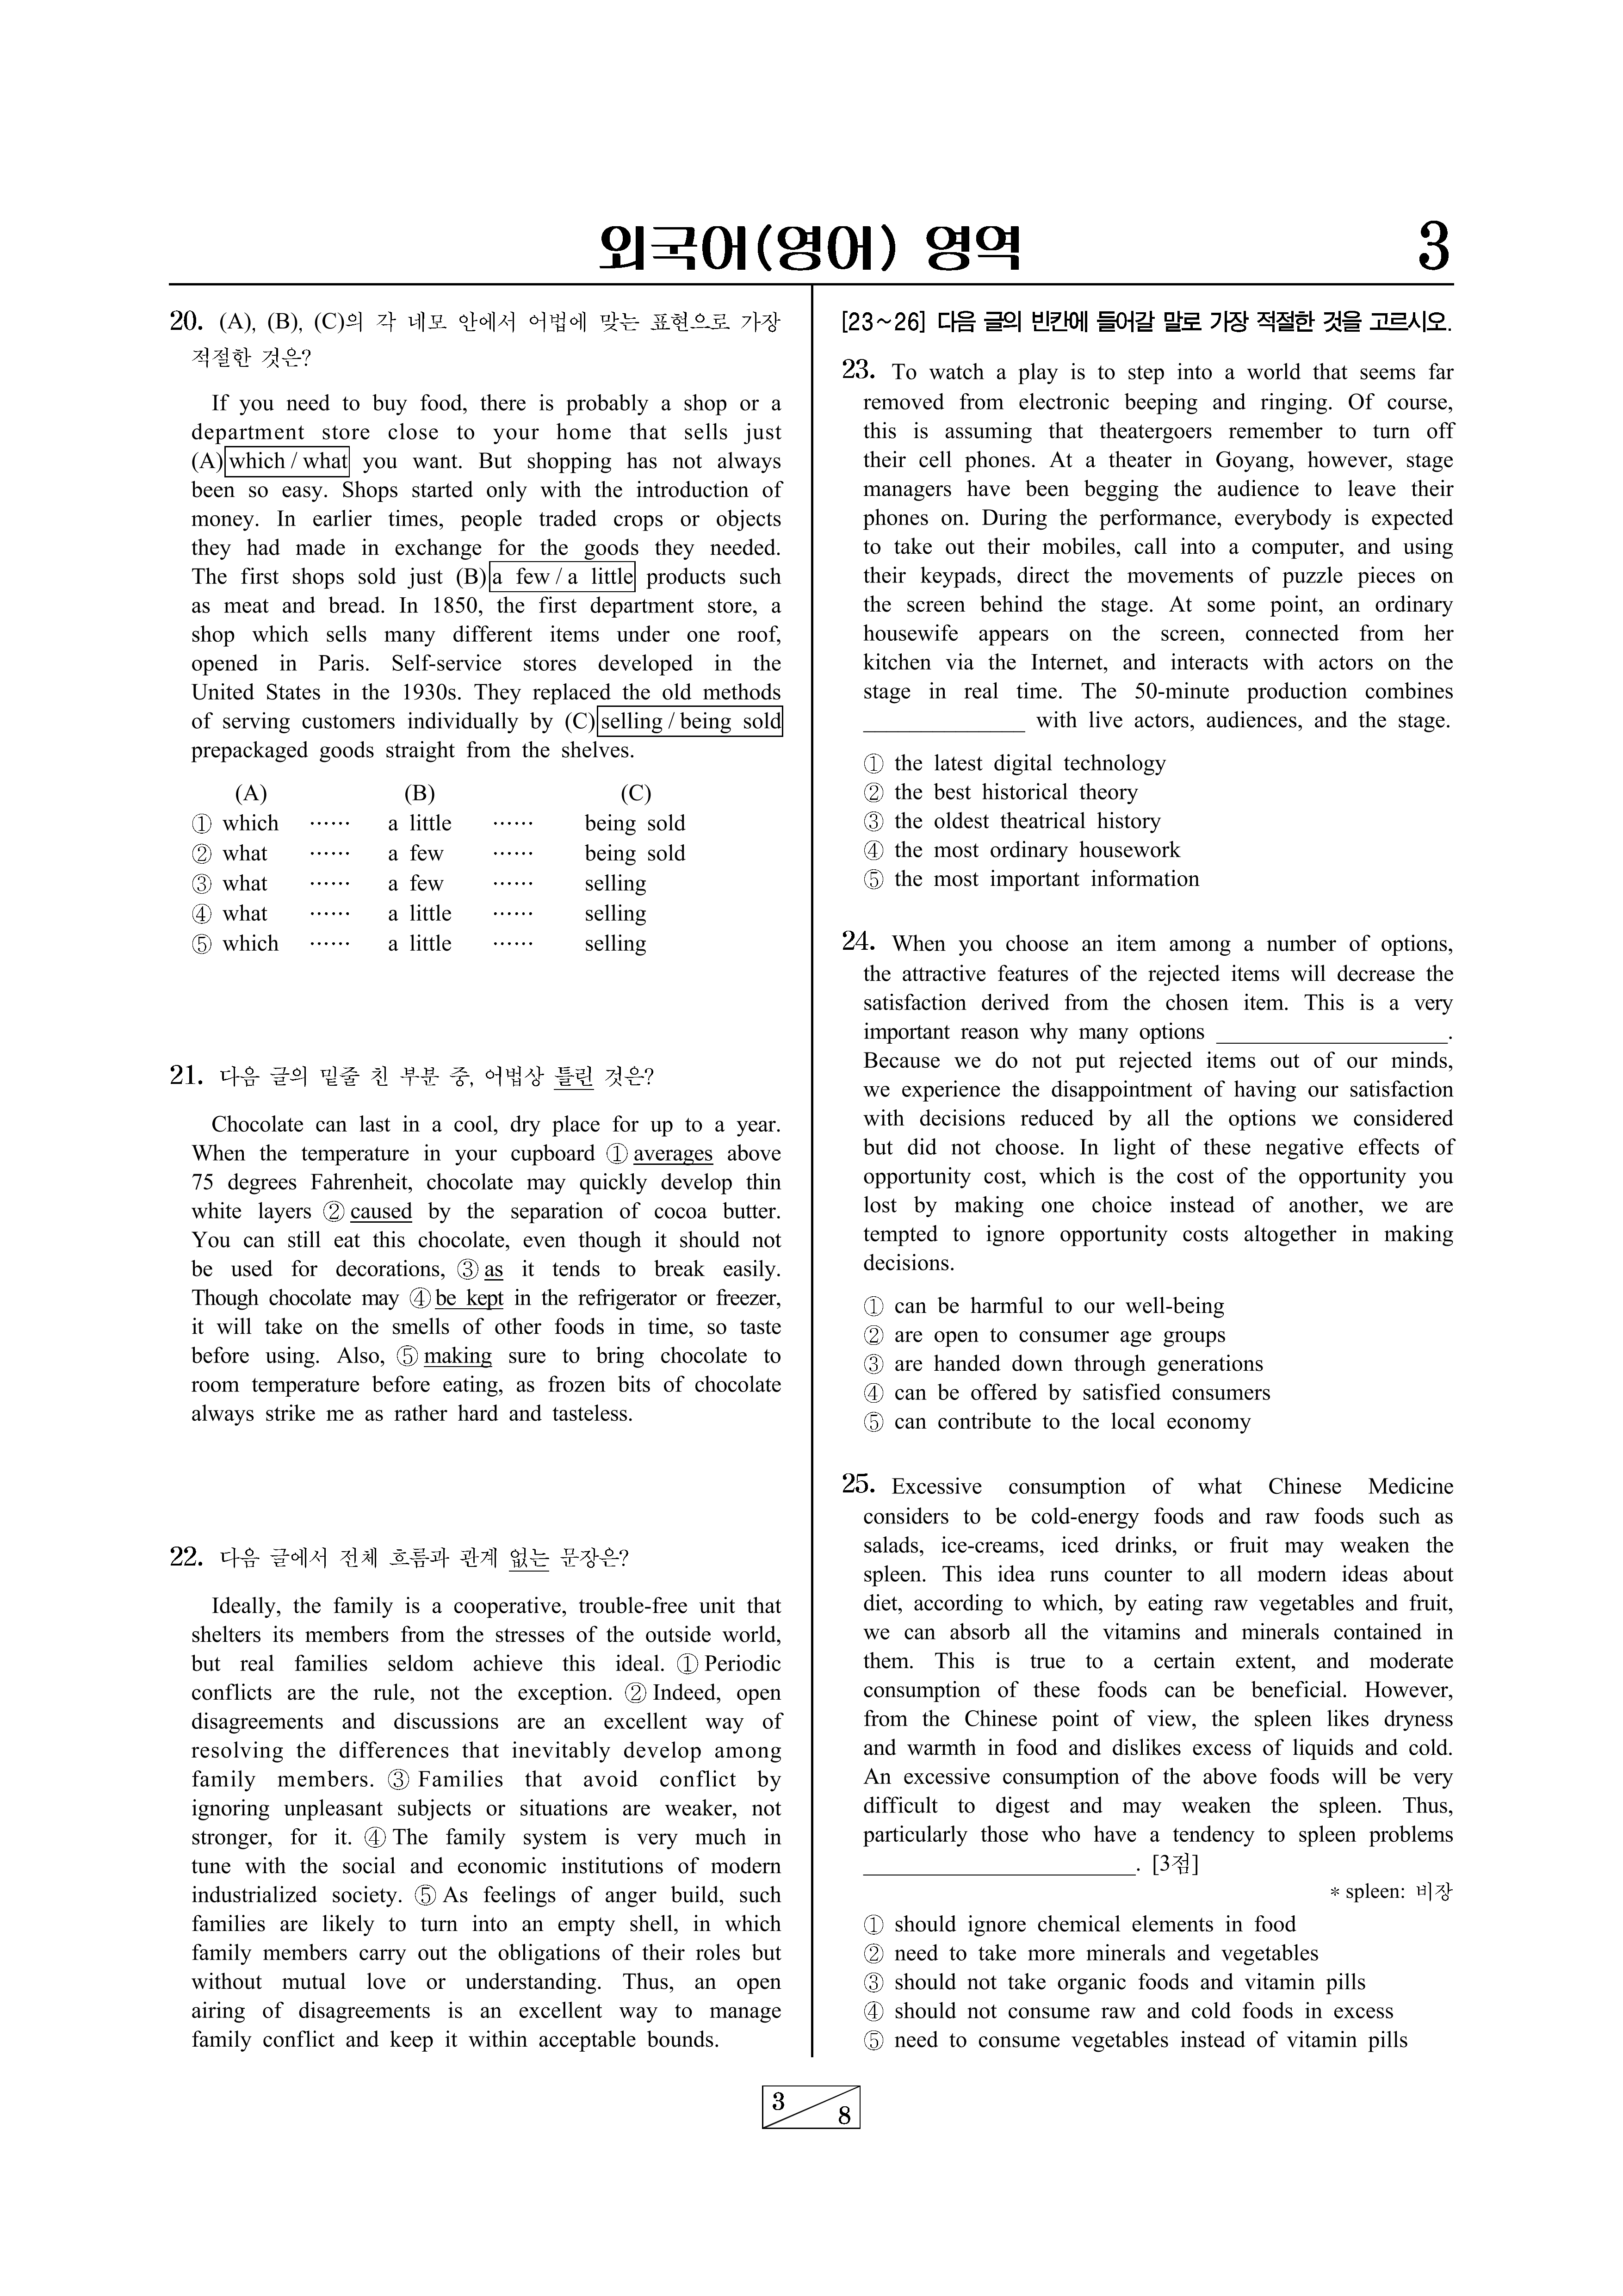 외국어(영어) 영역
3
20. (A), (B), (C)의 각 네모 안에서 어법에 맞는 표현으로 가장
적절한 것은?
If you need to buy food, there is probably a shop or a
department store close to your home that sells just
(A) which / what you want. But shopping has not always
been so easy. Shops started only with the introduction of
money. In earlier times, people traded crops or objects
they had made in exchange for the goods they needed.
The first shops sold just (B) a few / a little products such
as meat and bread. In 1850, the first department store, a
shop which sells many different items under one roof,
opened in Paris. Self-service stores developed in the
United States in the 1930s. They replaced the old methods
of serving customers individually by (C) selling / being sold
prepackaged goods straight from the shelves.
(A) (B) (C)
① which ······ a little ······ being sold
② what ······ a few ······ being sold
③ what ······ a few ······ selling
④ what ······ a little ······ selling
⑤ which ······ a little ······ selling
21. 다음 글의 밑줄 친 부분 중, 어법상 틀린 것은?
Chocolate can last in a cool, dry place for up to a year.
When the temperature in your cupboard ① averages above
75 degrees Fahrenheit, chocolate may quickly develop thin
white layers ② caused by the separation of cocoa butter.
You can still eat this chocolate, even though it should not
be used for decorations, ③ as it tends to break easily.
Though chocolate may ④ be kept in the refrigerator or freezer,
it will take on the smells of other foods in time, so taste
before using. Also, ⑤ making sure to bring chocolate to
room temperature before eating, as frozen bits of chocolate
always strike me as rather hard and tasteless.
22. 다음 글에서 전체 흐름과 관계 없는 문장은?
Ideally, the family is a cooperative, trouble-free unit that
shelters its members from the stresses of the outside world,
but real families seldom achieve this ideal. ① Periodic
conflicts are the rule, not the exception. ② Indeed, open
disagreements and discussions are an excellent way of
resolving the differences that inevitably develop among
family members. ③ Families that avoid conflict by
ignoring unpleasant subjects or situations are weaker, not
stronger, for it. ④ The family system is very much in
tune with the social and economic institutions of modern
industrialized society. ⑤ As feelings of anger build, such
families are likely to turn into an empty shell, in which
family members carry out the obligations of their roles but
without mutual love or understanding. Thus, an open
airing of disagreements is an excellent way to manage
family conflict and keep it within acceptable bounds.
[23~26] 다음 글의 빈칸에 들어갈 말로 가장 적절한 것을 고르시오.
23. To watch a play is to step into a world that seems far
removed from electronic beeping and ringing. Of course,
this is assuming that theatergoers remember to turn off
their cell phones. At a theater in Goyang, however, stage
managers have been begging the audience to leave their
phones on. During the performance, everybody is expected
to take out their mobiles, call into a computer, and using
their keypads, direct the movements of puzzle pieces on
the screen behind the stage. At some point, an ordinary
housewife appears on the screen, connected from her
kitchen via the Internet, and interacts with actors on the
stage in real time. The 50-minute production combines
______________ with live actors, audiences, and the stage.
① the latest digital technology
② the best historical theory
③ the oldest theatrical history
④ the most ordinary housework
⑤ the most important information
24. When you choose an item among a number of options,
the attractive features of the rejected items will decrease the
satisfaction derived from the chosen item. This is a very
important reason why many options ____________________.
Because we do not put rejected items out of our minds,
we experience the disappointment of having our satisfaction
with decisions reduced by all the options we considered
but did not choose. In light of these negative effects of
opportunity cost, which is the cost of the opportunity you
lost by making one choice instead of another, we are
tempted to ignore opportunity costs altogether in making
decisions.
① can be harmful to our well-being
② are open to consumer age groups
③ are handed down through generations
④ can be offered by satisfied consumers
⑤ can contribute to the local economy
25. Excessive consumption of what Chinese Medicine
considers to be cold-energy foods and raw foods such as
salads, ice-creams, iced drinks, or fruit may weaken the
spleen. This idea runs counter to all modern ideas about
diet, according to which, by eating raw vegetables and fruit,
we can absorb all the vitamins and minerals contained in
them. This is true to a certain extent, and moderate
consumption of these foods can be beneficial. However,
from the Chinese point of view, the spleen likes dryness
and warmth in food and dislikes excess of liquids and cold.
An excessive consumption of the above foods will be very
difficult to digest and may weaken the spleen. Thus,
particularly those who have a tendency to spleen problems
________________________. [3점]
* spleen: 비장
① should ignore chemical elements in food
② need to take more minerals and vegetables
③ should not take organic foods and vitamin pills
④ should not consume raw and cold foods in excess
⑤ need to consume vegetables instead of vitamin pills
3
8